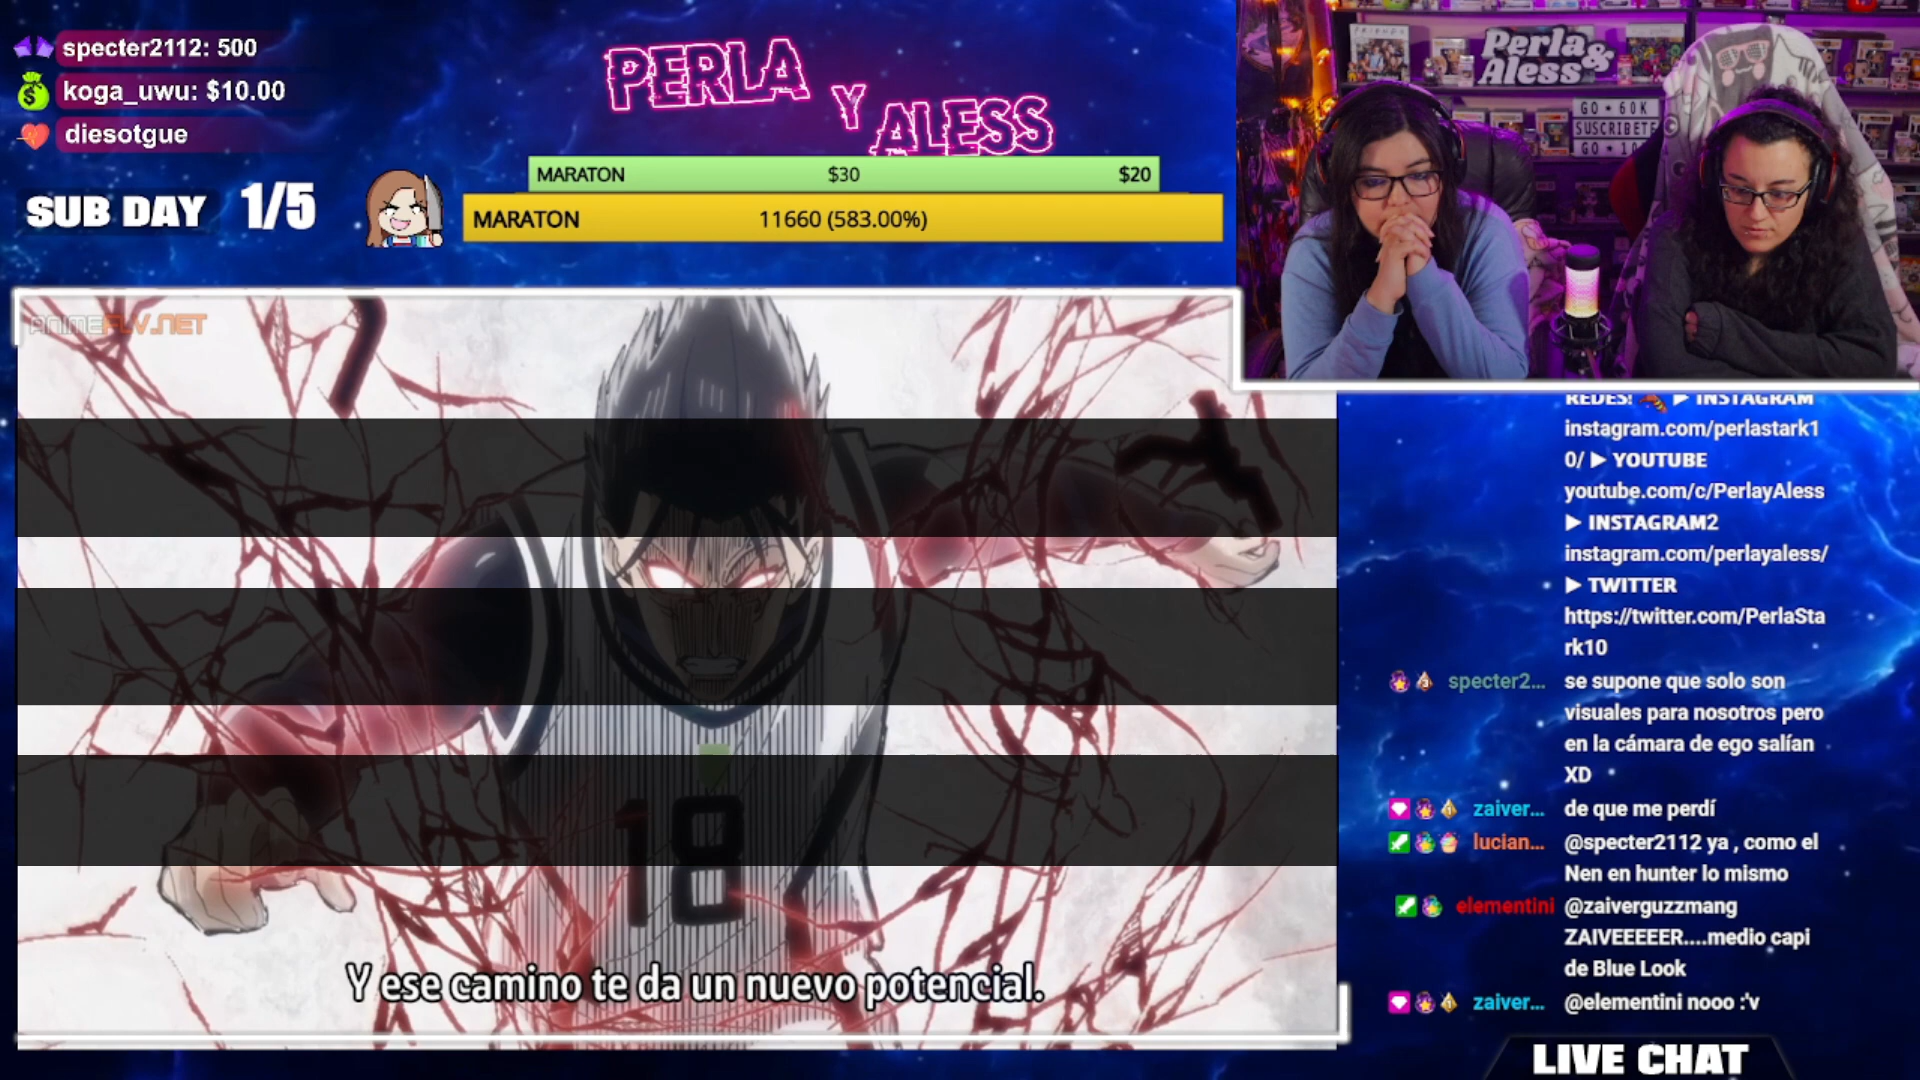 specter2112: 500
koga_uwu: $10.00
diesotgue
SUB DAY 1/5
PERLA
Y
ALESS
MARATON $30 $20
MARATON 11660 (583.00%)
Perla &
Aless
FRIENDS
GO * 60K
SUSCRIBETE
ANIMEFLV.NET
18
Y ese camino te da un nuevo potencial.
REDES! ▶ INSTAGRAM
instagram.com/perlastark1
0/ ▶ YOUTUBE
youtube.com/c/PerlayAless
▶ INSTAGRAM2
instagram.com/perlayaless/
▶ TWITTER
https://twitter.com/PerlaSta
rk10
specter2... se supone que solo son
visuales para nosotros pero
en la cámara de ego salían
XD
zaiver... de que me perdí
lucian... @specter2112 ya , como el
Nen en hunter lo mismo
elementini @zaiverguzzmang
ZAIVEEEEER....medio capi
de Blue Look
zaiver... @elementini nooo :'v
LIVE CHAT